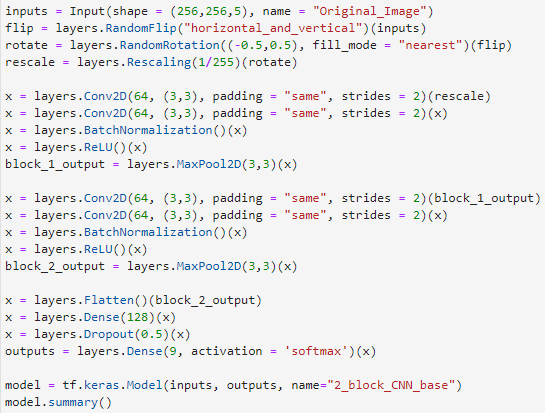 inputs = Input(shape = (256,256,5), name = "Original_Image")
flip = layers.RandomFlip("horizontal_and_vertical")(inputs)
rotate = layers.RandomRotation((-0.5,0.5), fill_mode = "nearest")(flip)
rescale = layers.Rescaling(1/255)(rotate)

x = layers.Conv2D(64, (3,3), padding = "same", strides = 2)(rescale)
x = layers.Conv2D(64, (3,3), padding = "same", strides = 2)(x)
x = layers.BatchNormalization()(x)
x = layers.ReLU()(x)
block_1_output = layers.MaxPool2D(3,3)(x)

x = layers.Conv2D(64, (3,3), padding = "same", strides = 2)(block_1_output)
x = layers.Conv2D(64, (3,3), padding = "same", strides = 2)(x)
x = layers.BatchNormalization()(x)
x = layers.ReLU()(x)
block_2_output = layers.MaxPool2D(3,3)(x)

x = layers.Flatten()(block_2_output)
x = layers.Dense(128)(x)
x = layers.Dropout(0.5)(x)
outputs = layers.Dense(9, activation = 'softmax')(x)

model = tf.keras.Model(inputs, outputs, name="2_block_CNN_base")
model.summary()